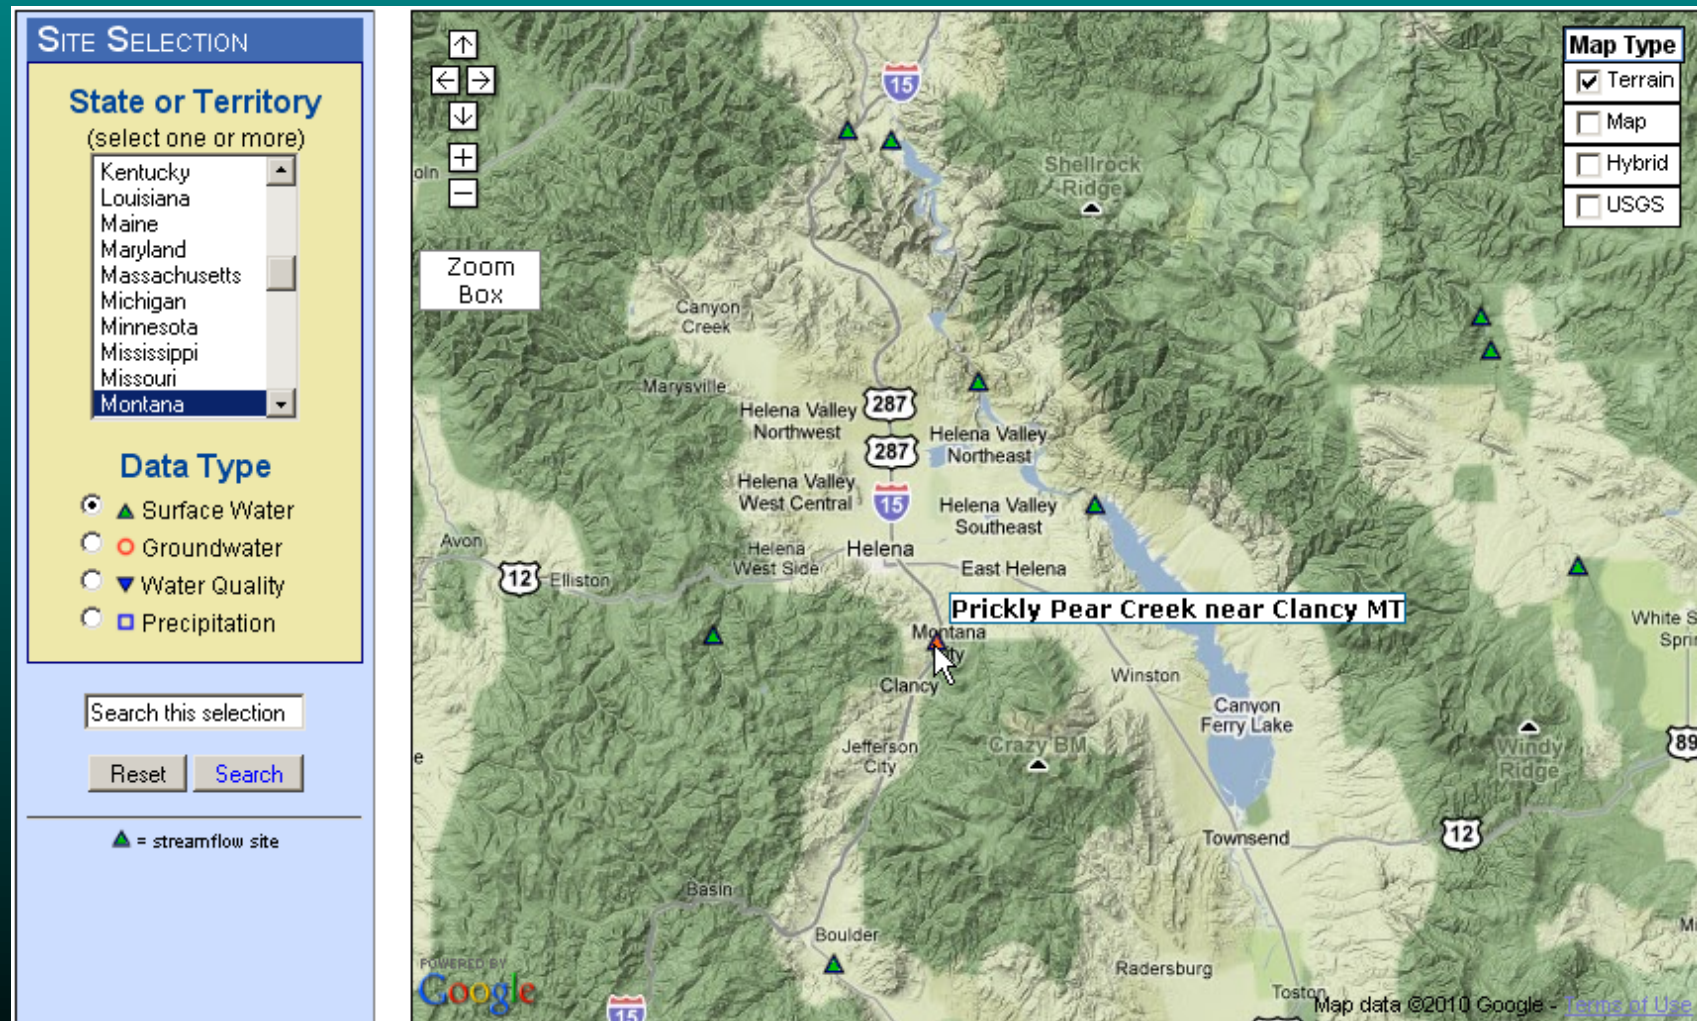 SITE SELECTION
State or Territory
(select one or more)
Kentucky
Louisiana
Maine
Maryland
Massachusetts
Michigan
Minnesota
Mississippi
Missouri
Montana
Data Type
Surface Water
Groundwater
Water Quality
Precipitation
Search this selection
Reset
Search
= streamflow site
Zoom
Box
Map Type
Terrain
Map
Hybrid
USGS
15
oln
Shellrock
Ridge
Canyon
Creek
Marysville
287
Helena Valley
Northwest
287
Helena Valley
Northeast
Helena Valley
West Central
15
Helena Valley
Southeast
Avon
Helena
West Side
Helena
East Helena
12
Elliston
Prickly Pear Creek near Clancy MT
Montana
City
White S
Sprin
Clancy
Winston
Canyon
Ferry Lake
Jefferson
City
Crazy BM
Windy
Ridge
89
e
Townsend
12
Basin
Boulder
Radersburg
Toston
Mi
POWERED BY
Google
15
Map data ©2010 Google - Terms of Use